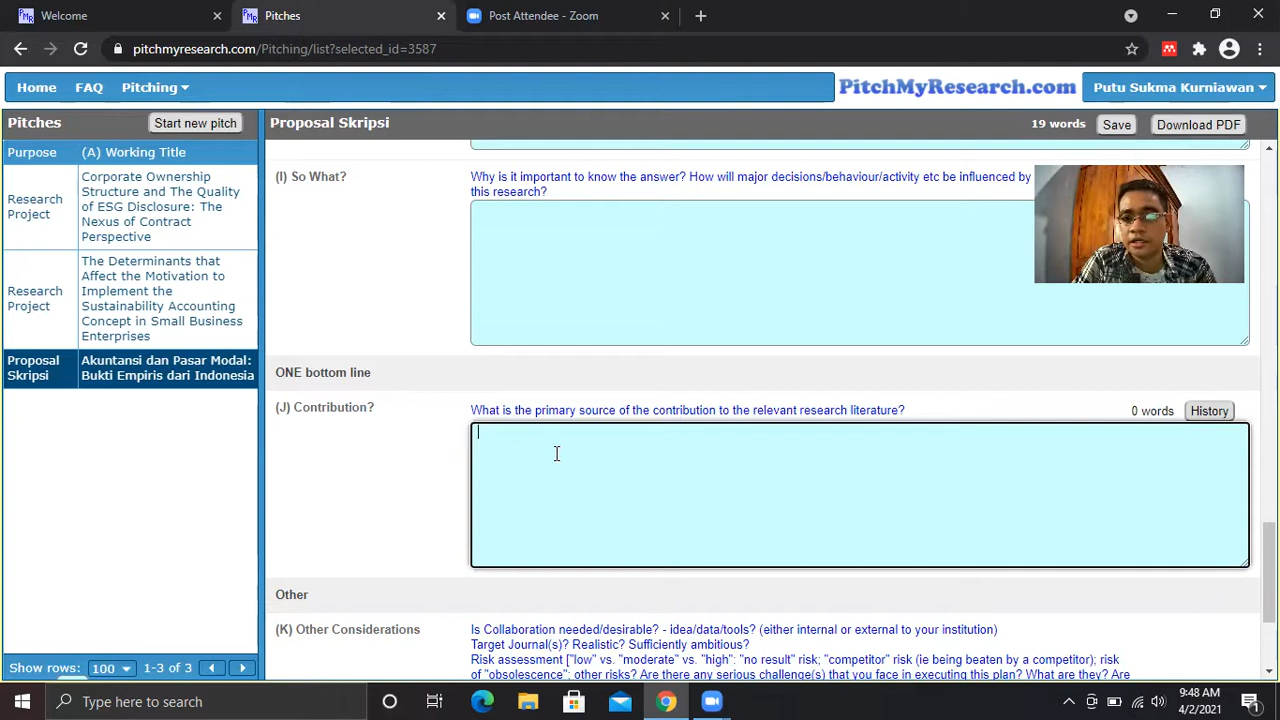 Welcome
Pitches
Post Attendee - Zoom
pitchmyresearch.com/Pitching/list?selected_id=3587
Home FAQ Pitching
PitchMyResearch.com
Putu Sukma Kurniawan
Pitches Start new pitch
Proposal Skripsi 19 words Save Download PDF
Purpose (A) Working Title
Research Project
Corporate Ownership
Structure and The Quality
of ESG Disclosure: The
Nexus of Contract
Perspective
Research Project
The Determinants that
Affect the Motivation to
Implement the
Sustainability Accounting
Concept in Small Business
Enterprises
Proposal Skripsi
Akuntansi dan Pasar Modal:
Bukti Empiris dari Indonesia
Show rows: 100 1-3 of 3
(I) So What?
Why is it important to know the answer? How will major decisions/behaviour/activity etc be influenced by
this research?
ONE bottom line
(J) Contribution?
What is the primary source of the contribution to the relevant research literature?
0 words History
Other
(K) Other Considerations
Is Collaboration needed/desirable? - idea/data/tools? (either internal or external to your institution)
Target Journal(s)? Realistic? Sufficiently ambitious?
Risk assessment ["low" vs. "moderate" vs. "high": "no result" risk; "competitor" risk (ie being beaten by a competitor); risk
of "obsolescence"; other risks? Are there any serious challenge(s) that you face in executing this plan? What are they? Are
Type here to search
9:48 AM
4/2/2021